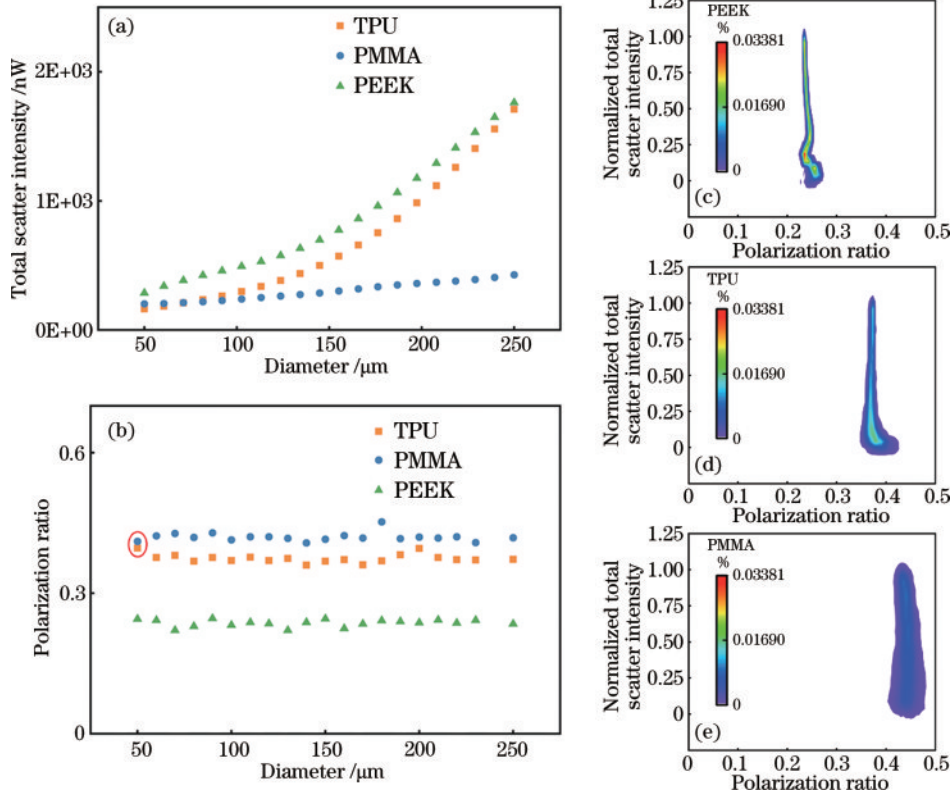 (a)
TPU
PMMA
PEEK
Total scatter intensity /nW
2E+03
1E+03
0E+00
50 100 150 200 250
Diameter /μm
(b)
TPU
PMMA
PEEK
Polarization ratio
0.6
0.3
0
50 100 150 200 250
Diameter /μm
PEEK
%
0.03381
0.01690
0
(c)
Normalized total
scatter intensity
1.25
1.00
0.75
0.50
0.25
0
0 0.1 0.2 0.3 0.4 0.5
Polarization ratio
TPU
%
0.03381
0.01690
0
(d)
Normalized total
scatter intensity
1.25
1.00
0.75
0.50
0.25
0
0 0.1 0.2 0.3 0.4 0.5
Polarization ratio
PMMA
%
0.03381
0.01690
0
(e)
Normalized total
scatter intensity
1.25
1.00
0.75
0.50
0.25
0
0 0.1 0.2 0.3 0.4 0.5
Polarization ratio